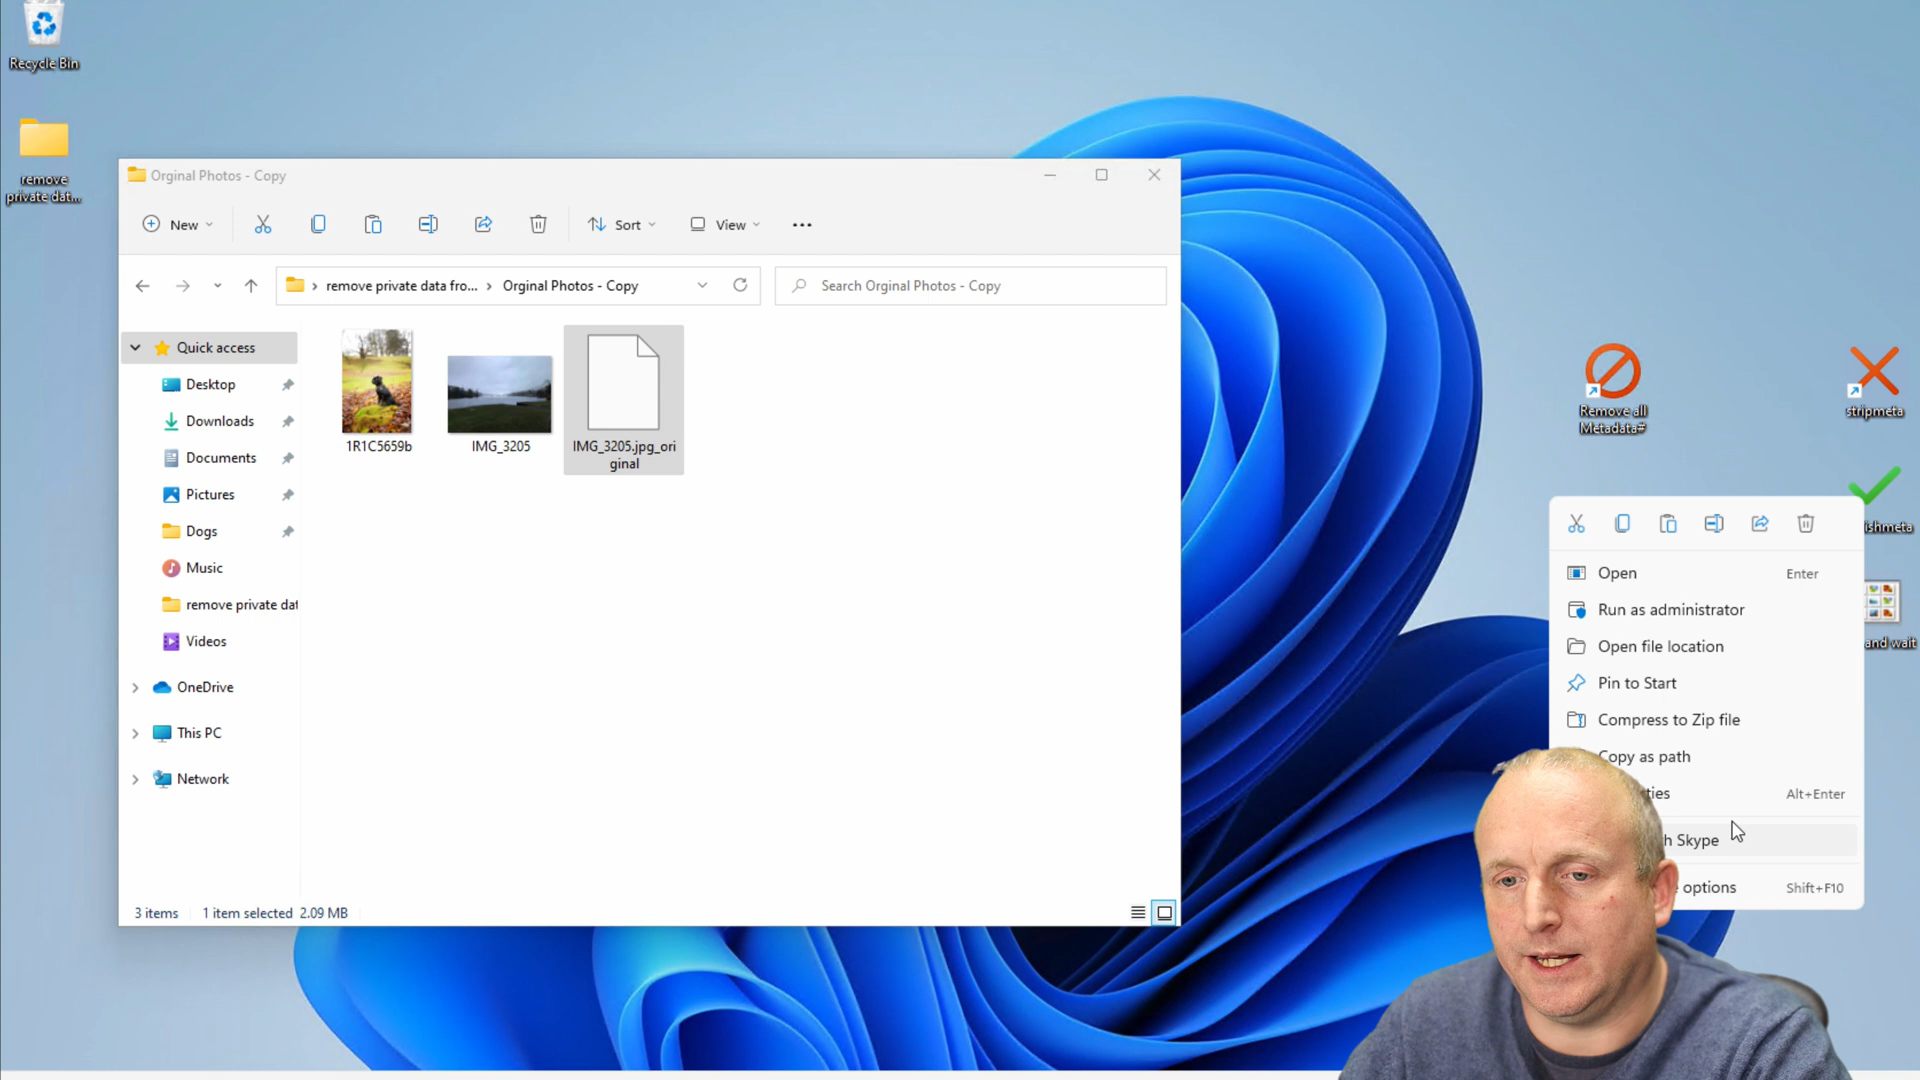 Recycle Bin
remove
private dat...
Orginal Photos - Copy
New
Sort
View
remove private data fro...
Orginal Photos - Copy
Search Orginal Photos - Copy
Quick access
Desktop
Downloads
Documents
Pictures
Dogs
Music
remove private dat
Videos
OneDrive
This PC
Network
1R1C5659b
IMG_3205
IMG_3205.jpg_ori
ginal
3 items
1 item selected 2.09 MB
Remove all
Metadata#
stripmeta
ishmeta
and wait
Open Enter
Run as administrator
Open file location
Pin to Start
Compress to Zip file
Copy as path
ties Alt+Enter
h Skype
options Shift+F10